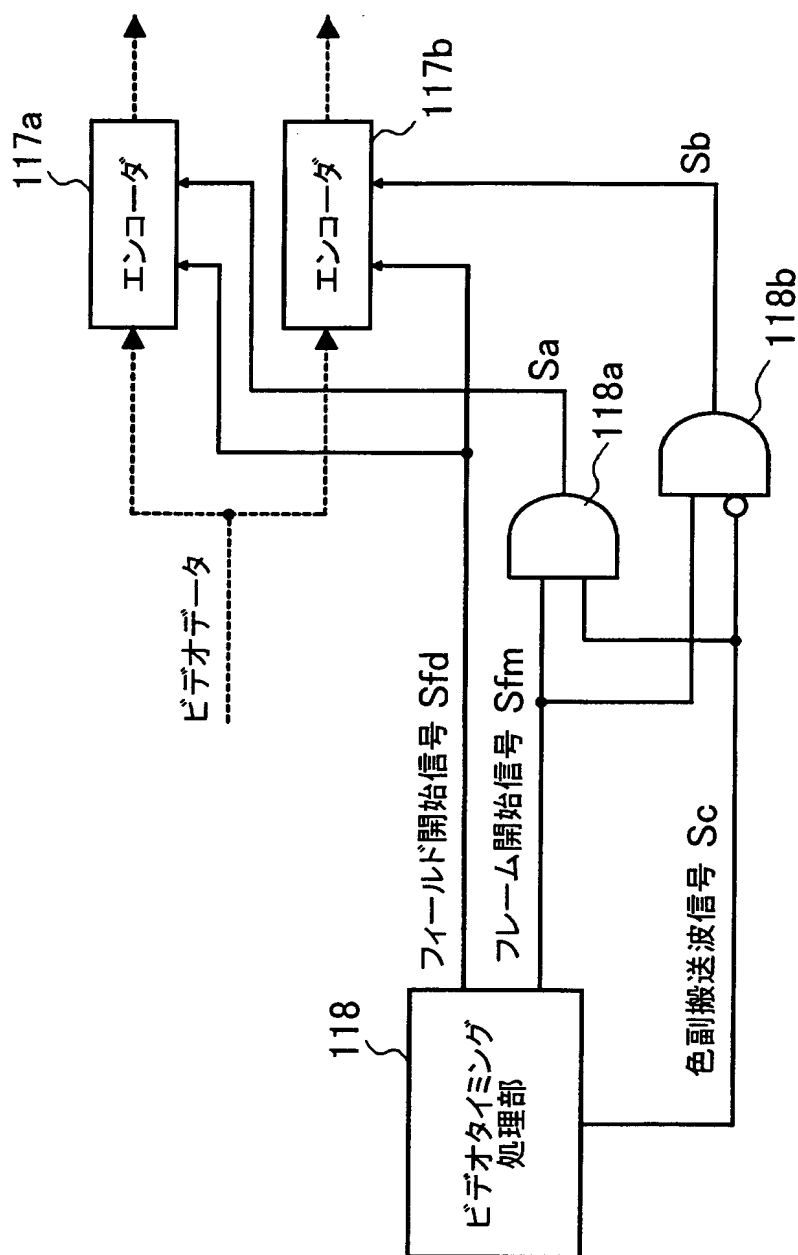 117a
エンコーダ
117b
エンコーダ
ビデオデータ
Sa
118a
Sb
118b
フィールド開始信号 Sfd
フレーム開始信号 Sfm
色副搬送波信号 Sc
118
ビデオタイミング
処理部